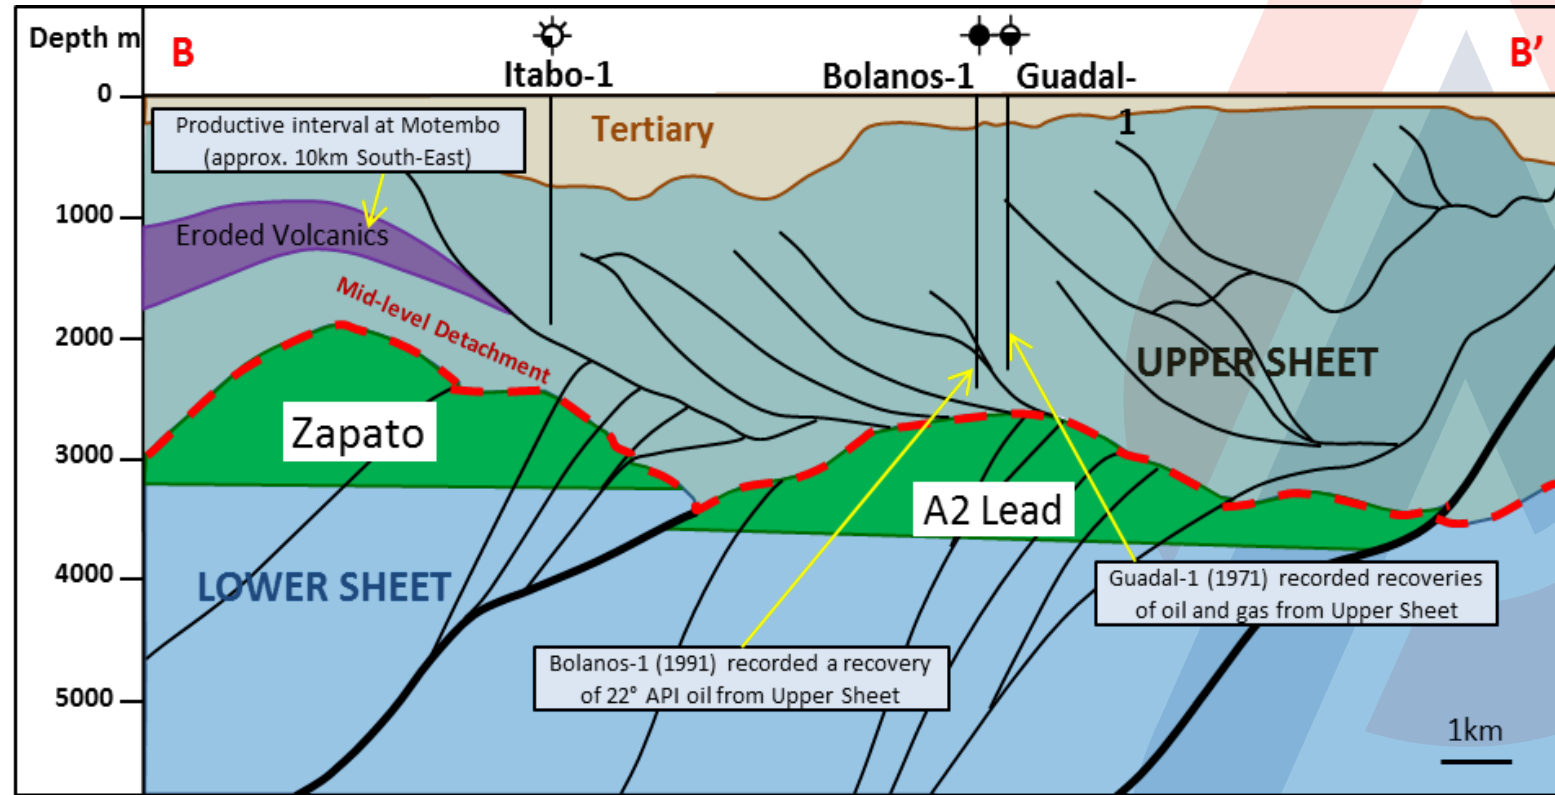 Depth m
B
B’
Itabo-1
Bolanos-1
Guadal-
1
0
Tertiary
Productive interval at Motembo
(approx. 10km South-East)
1000
Eroded Volcanics
Mid-level Detachment
2000
UPPER SHEET
Zapato
3000
A2 Lead
4000
LOWER SHEET
Guadal-1 (1971) recorded recoveries
of oil and gas from Upper Sheet
Bolanos-1 (1991) recorded a recovery
of 22° API oil from Upper Sheet
5000
1km